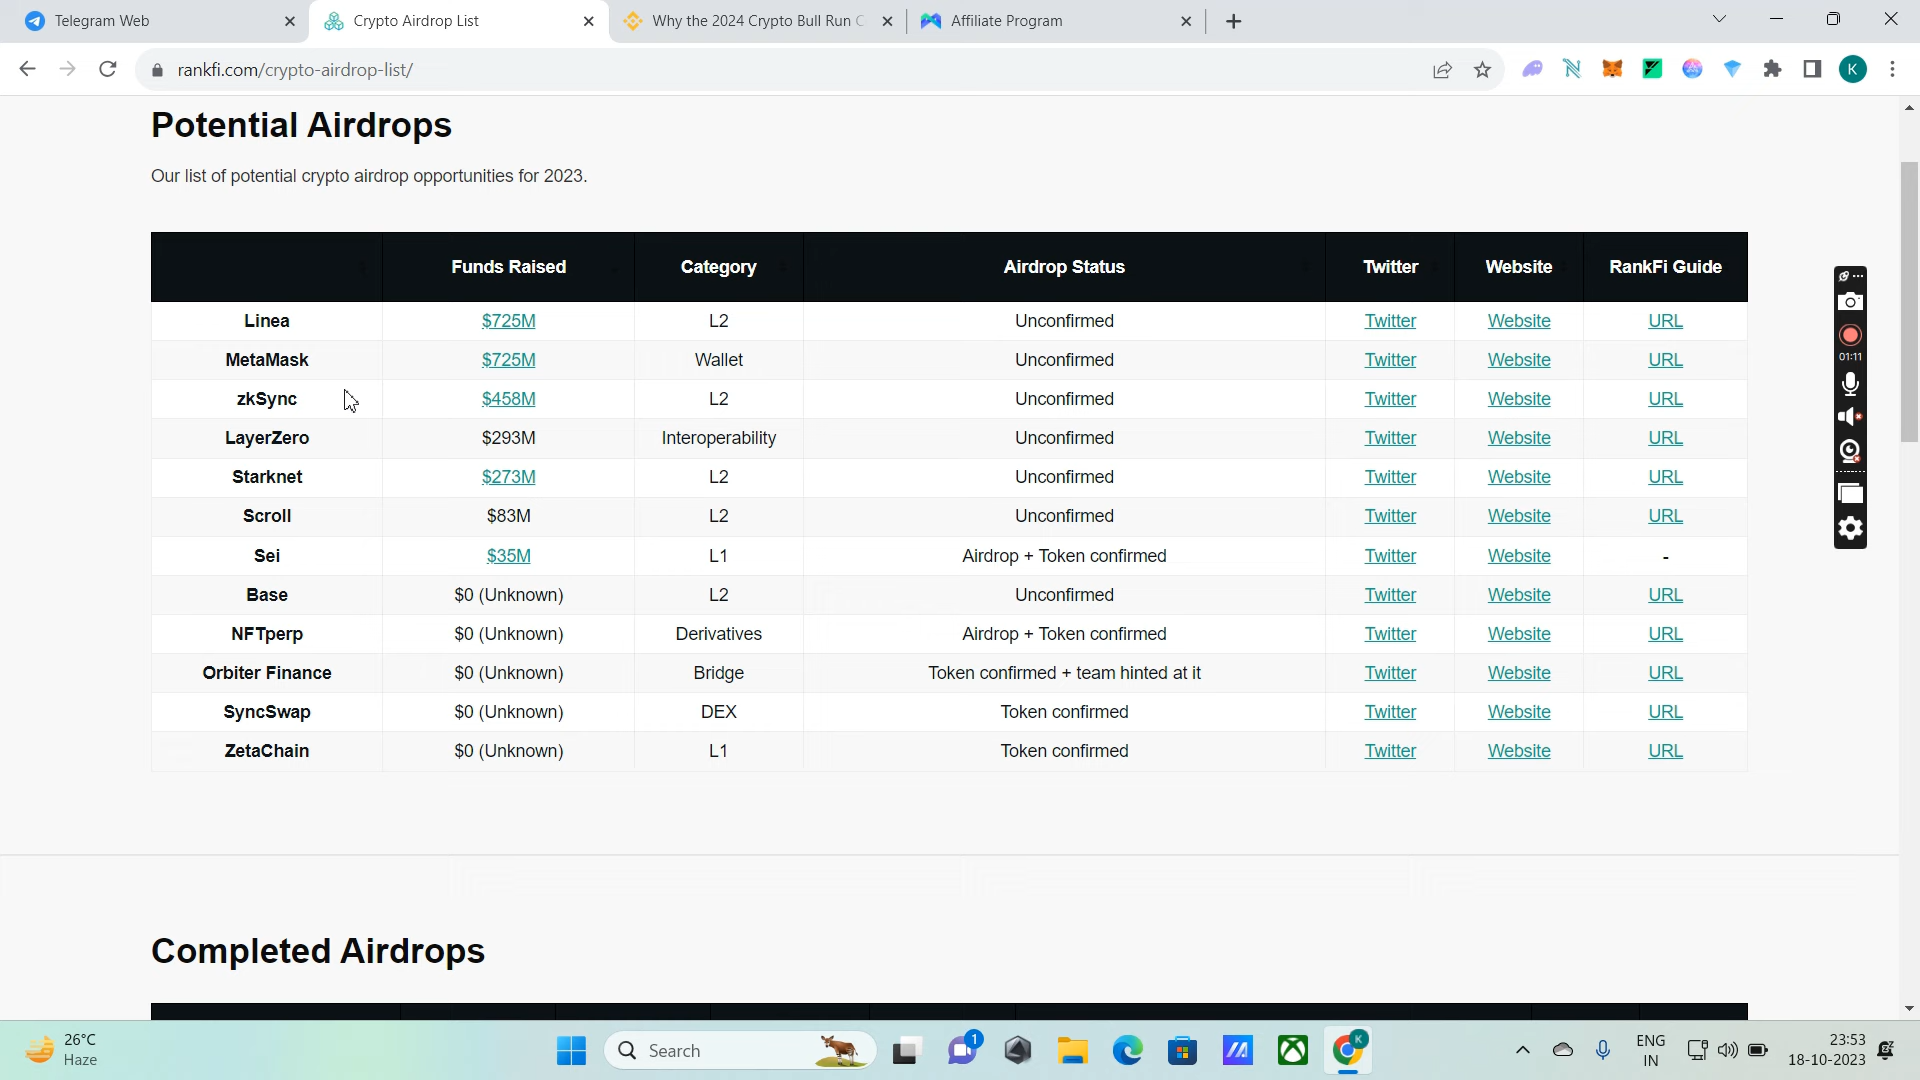 Telegram Web
Crypto Airdrop List
Why the 2024 Crypto Bull Run C
Affiliate Program
rankfi.com/crypto-airdrop-list/
K
Potential Airdrops
Our list of potential crypto airdrop opportunities for 2023.
Funds Raised Category Airdrop Status Twitter Website RankFi Guide
Linea $725M L2 Unconfirmed Twitter Website URL
MetaMask $725M Wallet Unconfirmed Twitter Website URL
zkSync $458M L2 Unconfirmed Twitter Website URL
LayerZero $293M Interoperability Unconfirmed Twitter Website URL
Starknet $273M L2 Unconfirmed Twitter Website URL
Scroll $83M L2 Unconfirmed Twitter Website URL
Sei $35M L1 Airdrop + Token confirmed Twitter Website -
Base $0 (Unknown) L2 Unconfirmed Twitter Website URL
NFTperp $0 (Unknown) Derivatives Airdrop + Token confirmed Twitter Website URL
Orbiter Finance $0 (Unknown) Bridge Token confirmed + team hinted at it Twitter Website URL
SyncSwap $0 (Unknown) DEX Token confirmed Twitter Website URL
ZetaChain $0 (Unknown) L1 Token confirmed Twitter Website URL
01:11
Completed Airdrops
26°C
Haze
Search
1
K
ENG
IN
23:53
18-10-2023